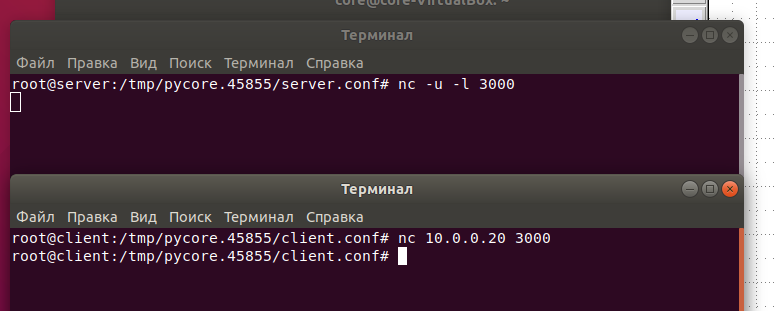 core@core-VirtualBox: ~
Терминал
Файл Правка Вид Поиск Терминал Справка
root@server:/tmp/pycore.45855/server.conf# nc -u -l 3000
Терминал
Файл Правка Вид Поиск Терминал Справка
root@client:/tmp/pycore.45855/client.conf# nc 10.0.0.20 3000
root@client:/tmp/pycore.45855/client.conf#